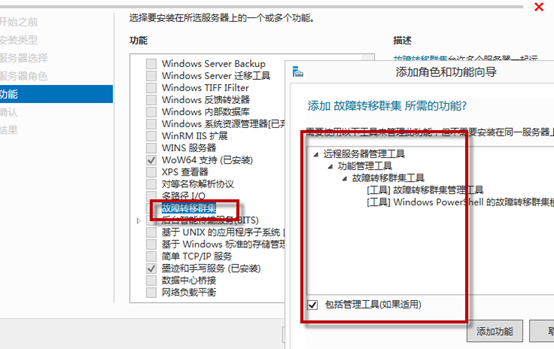 选择要安装在所选服务器上的一个或多个功能。
开始之前
安装类型
服务器选择
服务器角色
功能
确认
结果
功能
描述
Windows Server Backup
Windows Server 迁移工具
Windows TIFF IFilter
Windows 反馈转发器
Windows 内部数据库
Windows 系统资源管理器[已
WinRM IIS 扩展
WINS 服务器
WoW64 支持 (已安装)
XPS 查看器
对等名称解析协议
多路径 I/O
故障转移群集
后台智能传输服务(BITS)
基于 UNIX 的应用程序子系统 [
基于 Windows 标准的存储管理
简单 TCP/IP 服务
墨迹和手写服务 (已安装)
数据中心桥接
网络负载平衡
故障转移群集允许多个服务器一起运
添加角色和功能向导
添加 故障转移群集 所需的功能?
需要使用以下工具来管理此功能，但不需要安装在同一服务器上
远程服务器管理工具
功能管理工具
故障转移群集工具
[工具] 故障转移群集管理工具
[工具] Windows PowerShell 的故障转移群集模
包括管理工具(如果适用)
添加功能
取